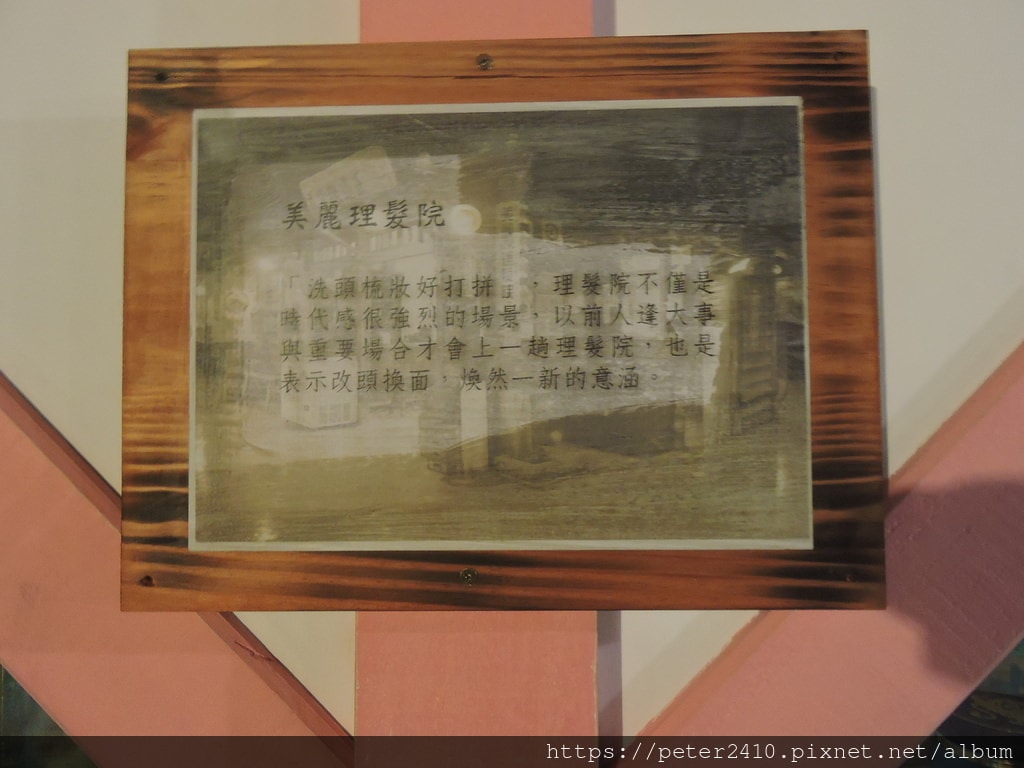 美麗理髮院
「洗頭梳妝好打拼」,理髮院不僅是
時代感很強烈的場景,以前人逢大事
與重要場合才會上一趟理髮院,也是
表示改頭換面,煥然一新的意涵。
https://peter2410.pixnet.net/album